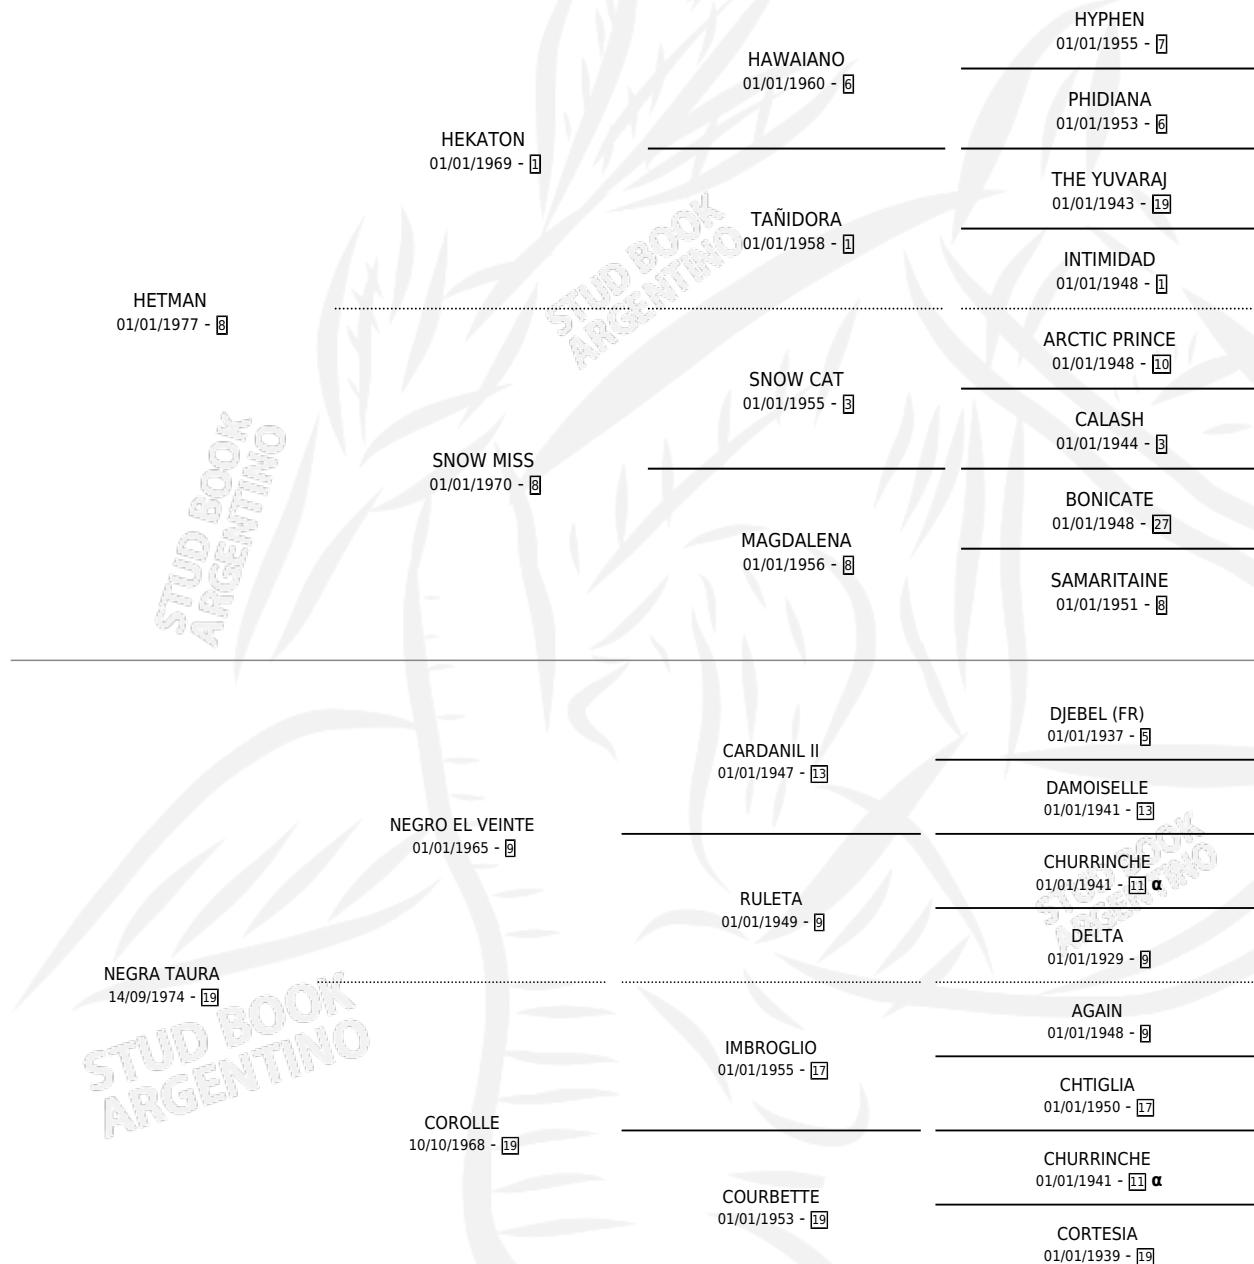 HYPHEN
01/01/1955 - 7
HAWAIANO
01/01/1960 - 6
PHIDIANA
01/01/1953 - 6
HEKATON
01/01/1969 - 1
THE YUVARAJ
01/01/1943 - 19
TAÑIDORA
01/01/1958 - 1
INTIMIDAD
01/01/1948 - 1
HETMAN
01/01/1977 - 8
ARCTIC PRINCE
01/01/1948 - 10
SNOW CAT
01/01/1955 - 3
CALASH
01/01/1944 - 3
SNOW MISS
01/01/1970 - 8
BONICATE
01/01/1948 - 27
MAGDALENA
01/01/1956 - 8
SAMARITAINE
01/01/1951 - 8
DJEBEL (FR)
01/01/1937 - 5
CARDANIL II
01/01/1947 - 13
DAMOISELLE
01/01/1941 - 13
NEGRO EL VEINTE
01/01/1965 - 9
CHURRINCHE
01/01/1941 - 11 α
RULETA
01/01/1949 - 9
DELTA
01/01/1929 - 9
NEGRA TAURA
14/09/1974 - 19
AGAIN
01/01/1948 - 9
IMBROGLIO
01/01/1955 - 17
CHTIGLIA
01/01/1950 - 17
COROLLE
10/10/1968 - 19
CHURRINCHE
01/01/1941 - 11 α
COURBETTE
01/01/1953 - 19
CORTESIA
01/01/1939 - 19
STUD BOOK
ARGENTINO
STUD BOOK
ARGENTINO
STUD BOOK
ARGENTINO
STUD BOOK
ARGENTINO